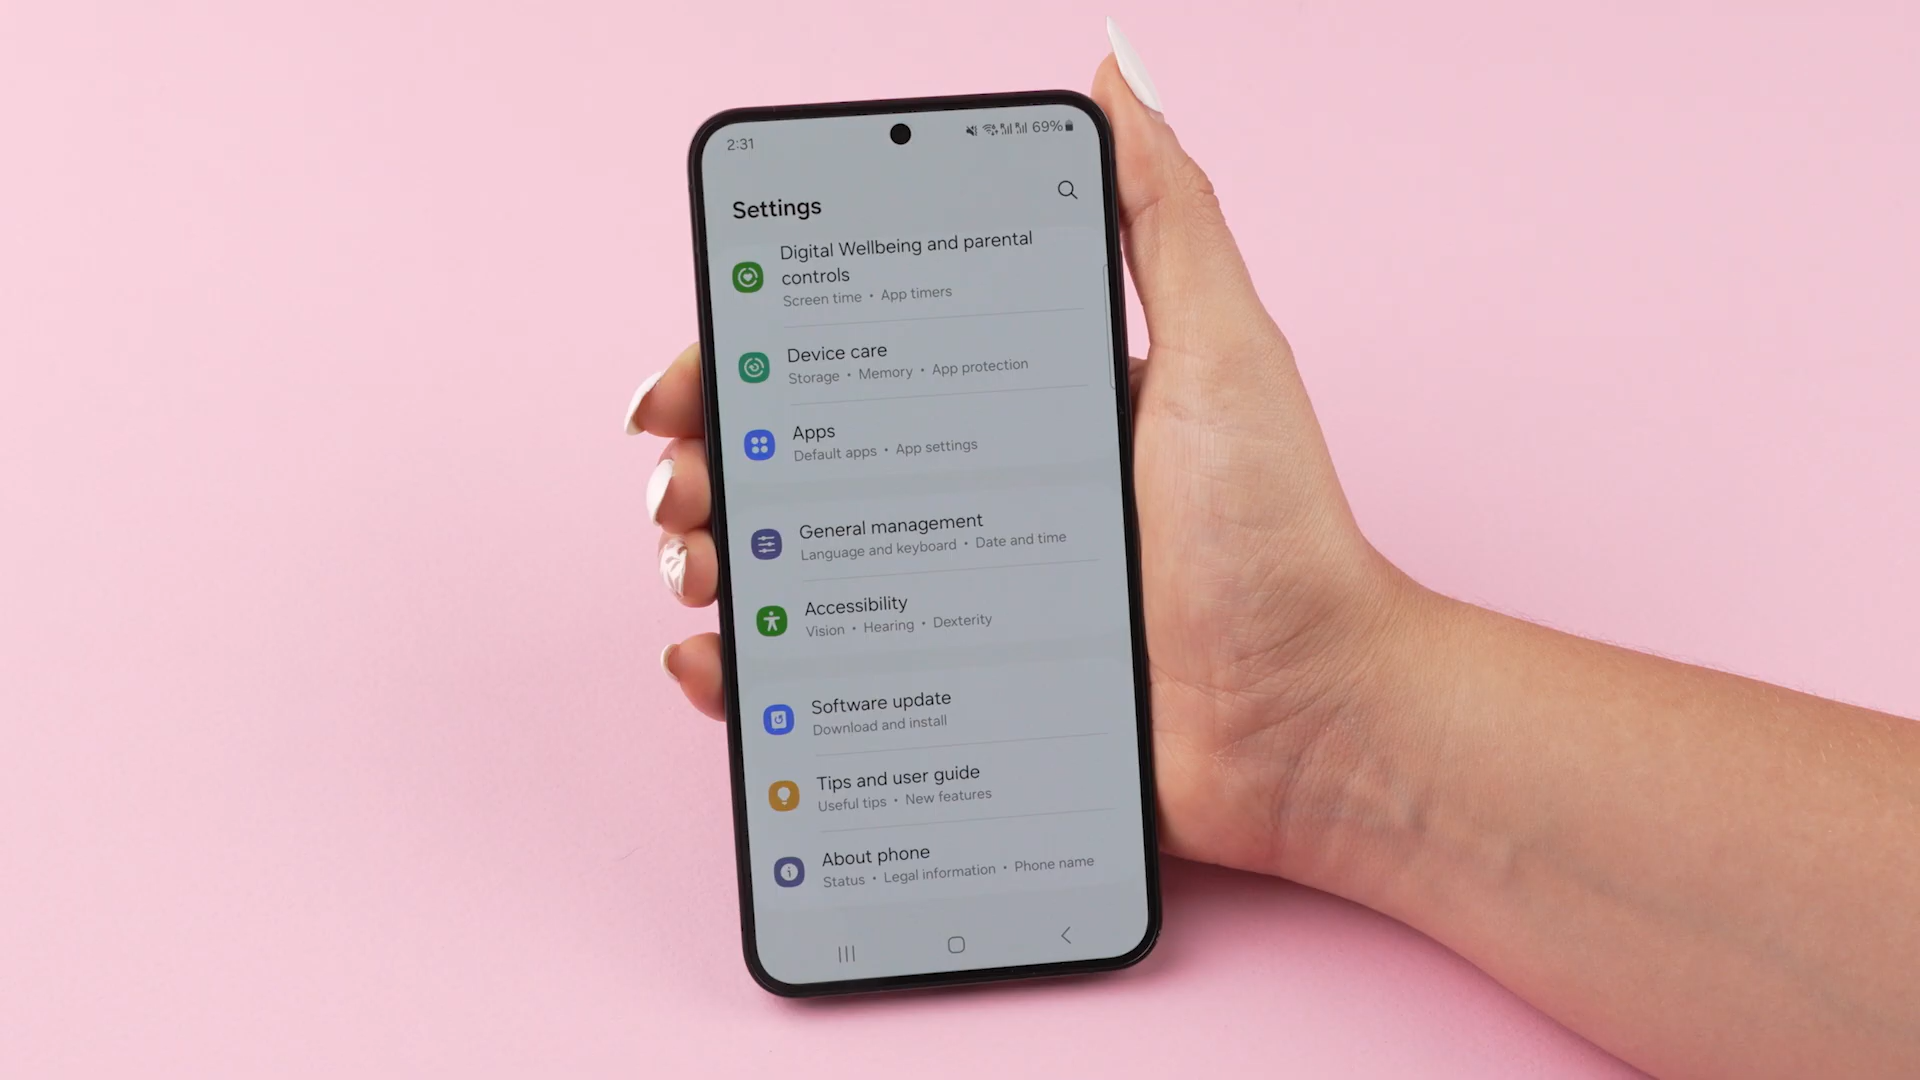 2:31 69%
Settings
Digital Wellbeing and parental
controls
Screen time • App timers
Device care
Storage • Memory • App protection
Apps
Default apps • App settings
General management
Language and keyboard • Date and time
Accessibility
Vision • Hearing • Dexterity
Software update
Download and install
Tips and user guide
Useful tips • New features
About phone
Status • Legal information • Phone name